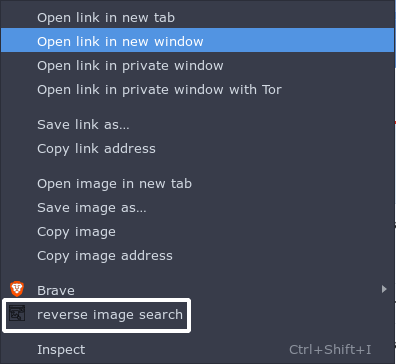 Open link in new tab
Open link in new window
Open link in private window
Open link in private window with Tor
Save link as...
Copy link address
Open image in new tab
Save image as...
Copy image
Copy image address
Brave
reverse image search
Inspect Ctrl+Shift+I